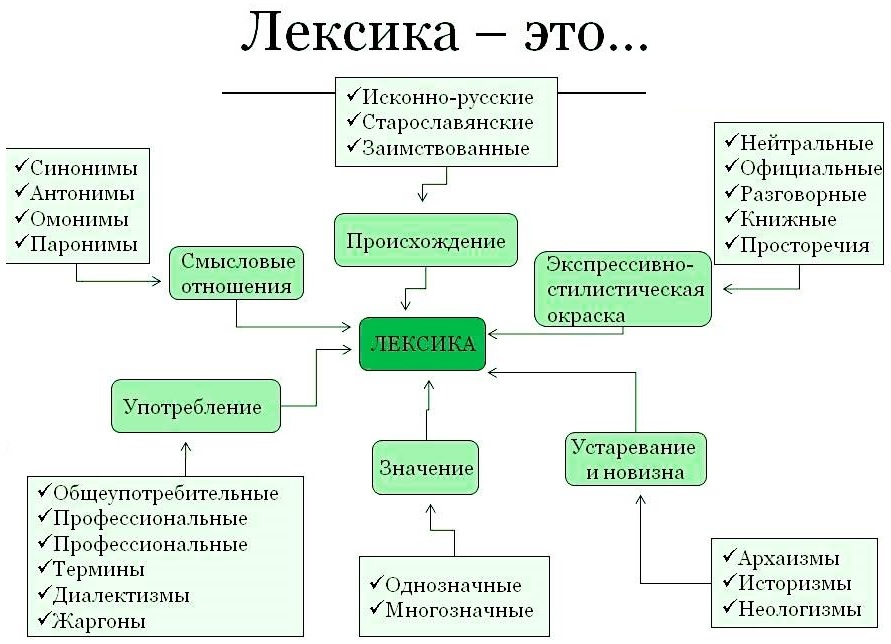 Лексика – это...
✓Исконно-русские
✓Старославянские
✓Заимствованные
✓Синонимы
✓Антонимы
✓Омонимы
✓Паронимы
✓Нейтральные
✓Официальные
✓Разговорные
✓Книжные
✓Просторечия
Происхождение
Смысловые
отношения
Экспрессивно-
стилистическая
окраска
ЛЕКСИКА
Употребление
Значение
Устаревание
и новизна
✓Общеупотребительные
✓Профессиональные
✓Профессиональные
✓Термины
✓Диалектизмы
✓Жаргоны
✓Однозначные
✓Многозначные
✓Архаизмы
✓Историзмы
✓Неологизмы